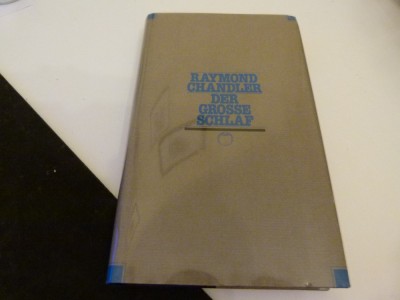 RAYMOND
CHANDLER
DER
GROSSE
SCHLAF